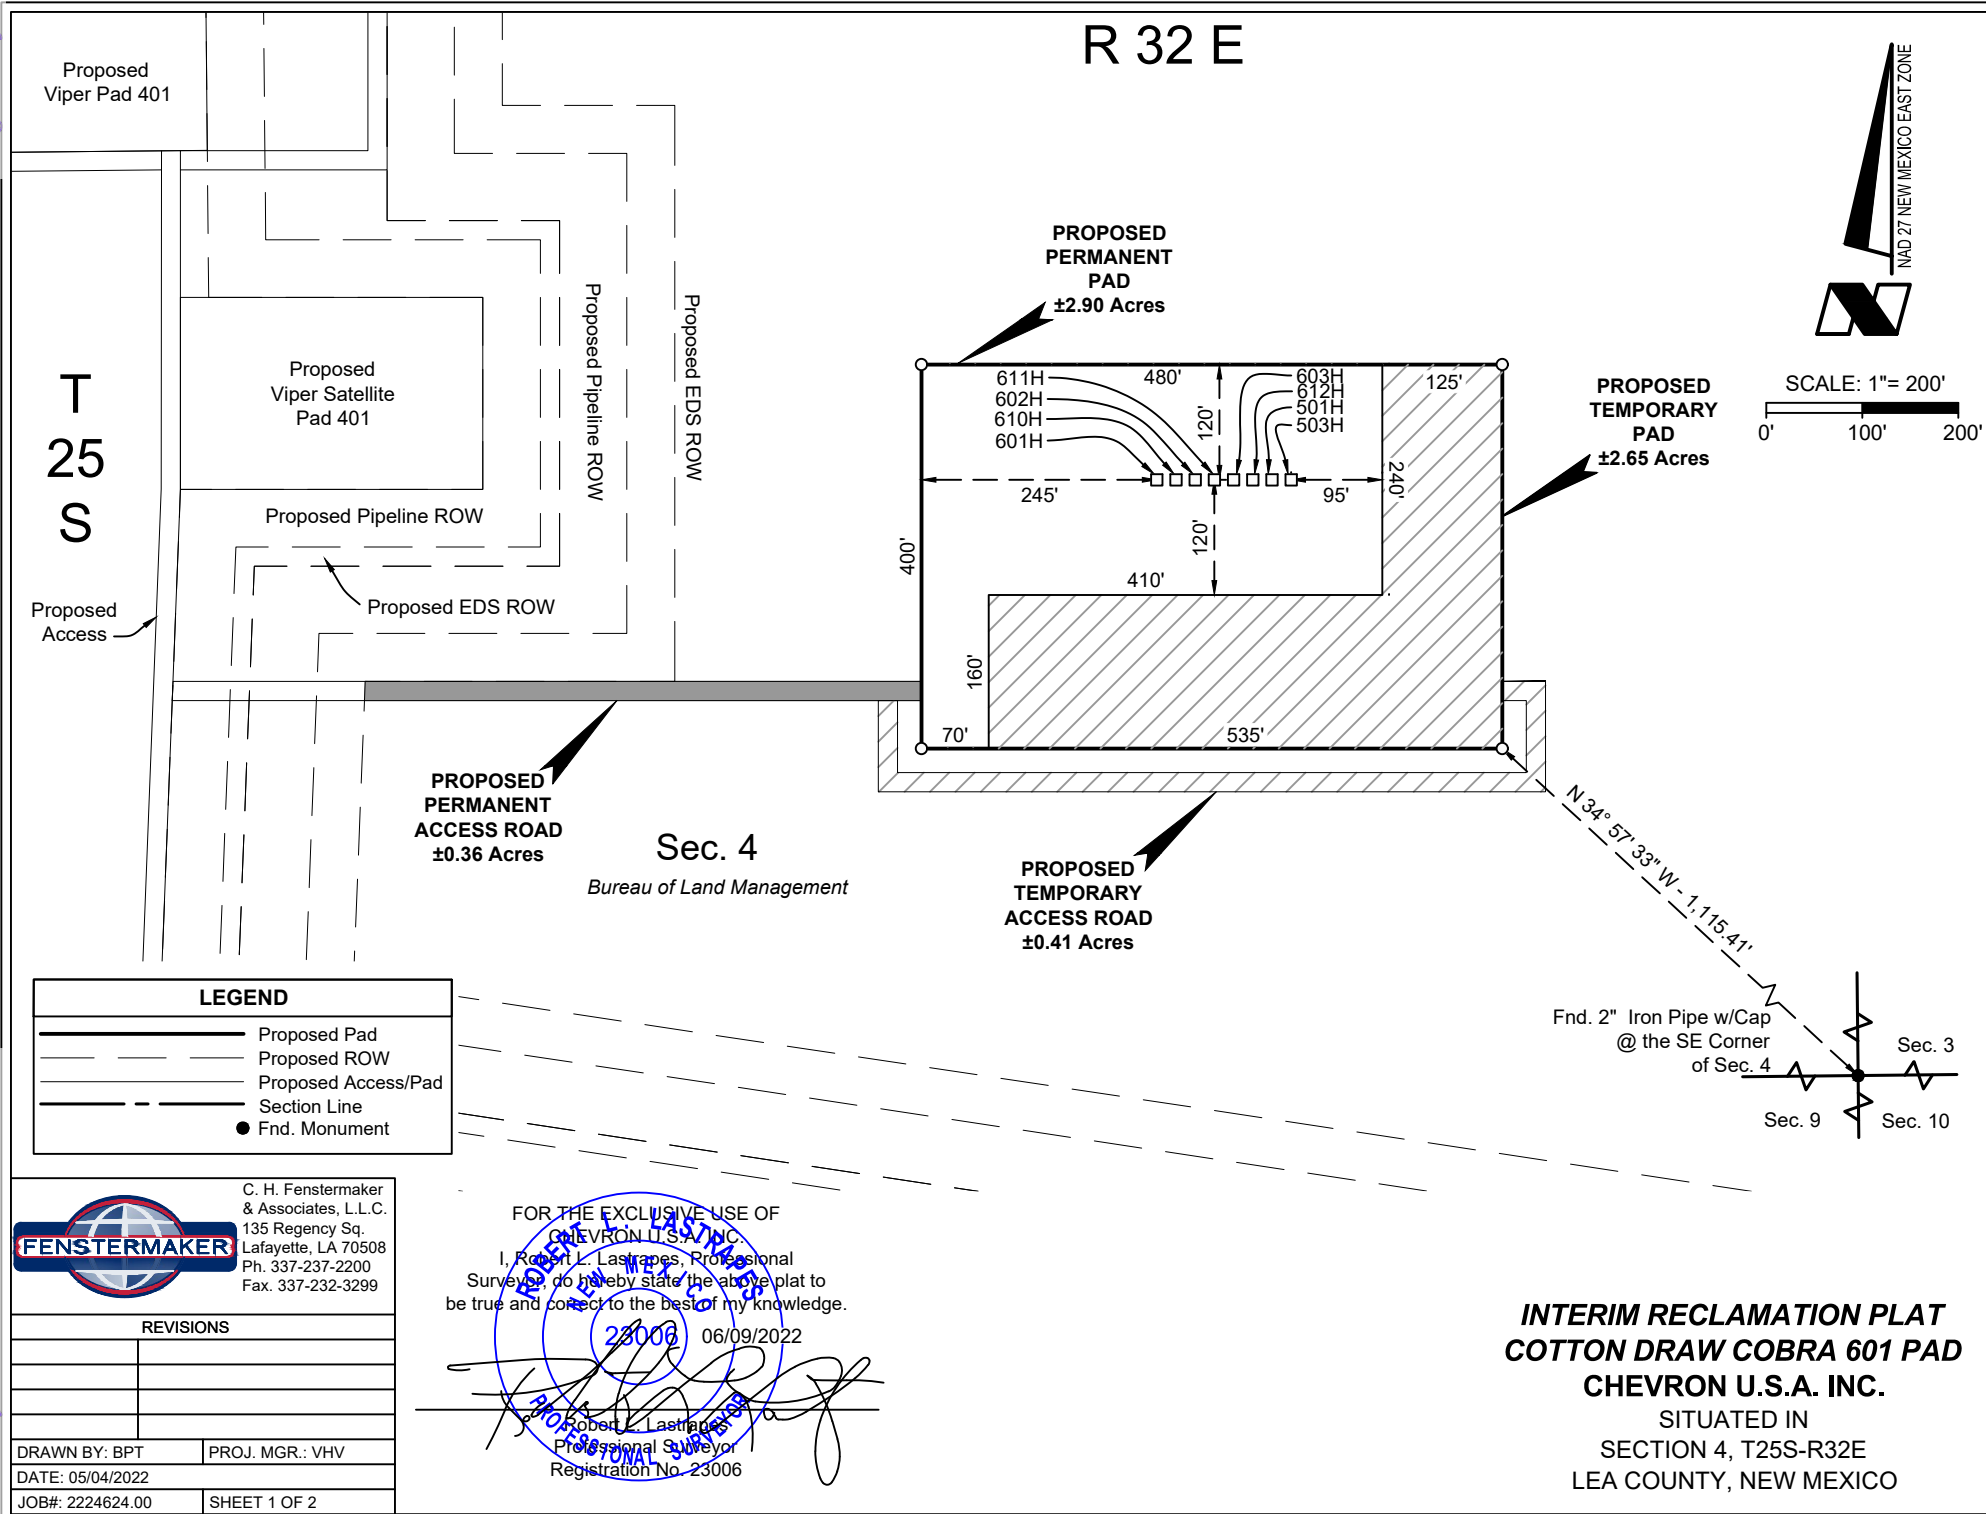 R 32 E
Proposed
Viper Pad 401
NAD 27 NEW MEXICO EAST ZONE
N
SCALE: 1"= 200'
0' 100' 200'
T
25
S
Proposed
Viper Satellite
Pad 401
Proposed Pipeline ROW
Proposed EDS ROW
Proposed Pipeline ROW
Proposed EDS ROW
Proposed
Access
PROPOSED
PERMANENT
PAD
±2.90 Acres
PROPOSED
TEMPORARY
PAD
±2.65 Acres
611H
602H
610H
601H
603H
612H
501H
503H
480'
125'
120'
240'
245'
95'
120'
400'
410'
160'
70'
535'
PROPOSED
PERMANENT
ACCESS ROAD
±0.36 Acres
Sec. 4
Bureau of Land Management
PROPOSED
TEMPORARY
ACCESS ROAD
±0.41 Acres
N 34° 57' 33" W - 1,115.41'
Fnd. 2" Iron Pipe w/Cap
@ the SE Corner
of Sec. 4
Sec. 3
Sec. 9
Sec. 10
LEGEND
Proposed Pad
Proposed ROW
Proposed Access/Pad
Section Line
Fnd. Monument
FENSTERMAKER
C. H. Fenstermaker
& Associates, L.L.C.
135 Regency Sq.
Lafayette, LA 70508
Ph. 337-237-2200
Fax. 337-232-3299
REVISIONS
DRAWN BY: BPT
PROJ. MGR.: VHV
DATE: 05/04/2022
JOB#: 2224624.00
SHEET 1 OF 2
FOR THE EXCLUSIVE USE OF
CHEVRON U.S.A. INC.
I, Robert L. Lastrapes, Professional
Surveyor, do hereby state the above plat to
be true and correct to the best of my knowledge.
ROBERT L. LASTRAPES
NEW MEXICO
23006
PROFESSIONAL SURVEYOR
06/09/2022
Robert L. Lastrapes
Professional Surveyor
Registration No. 23006
INTERIM RECLAMATION PLAT
COTTON DRAW COBRA 601 PAD
CHEVRON U.S.A. INC.
SITUATED IN
SECTION 4, T25S-R32E
LEA COUNTY, NEW MEXICO